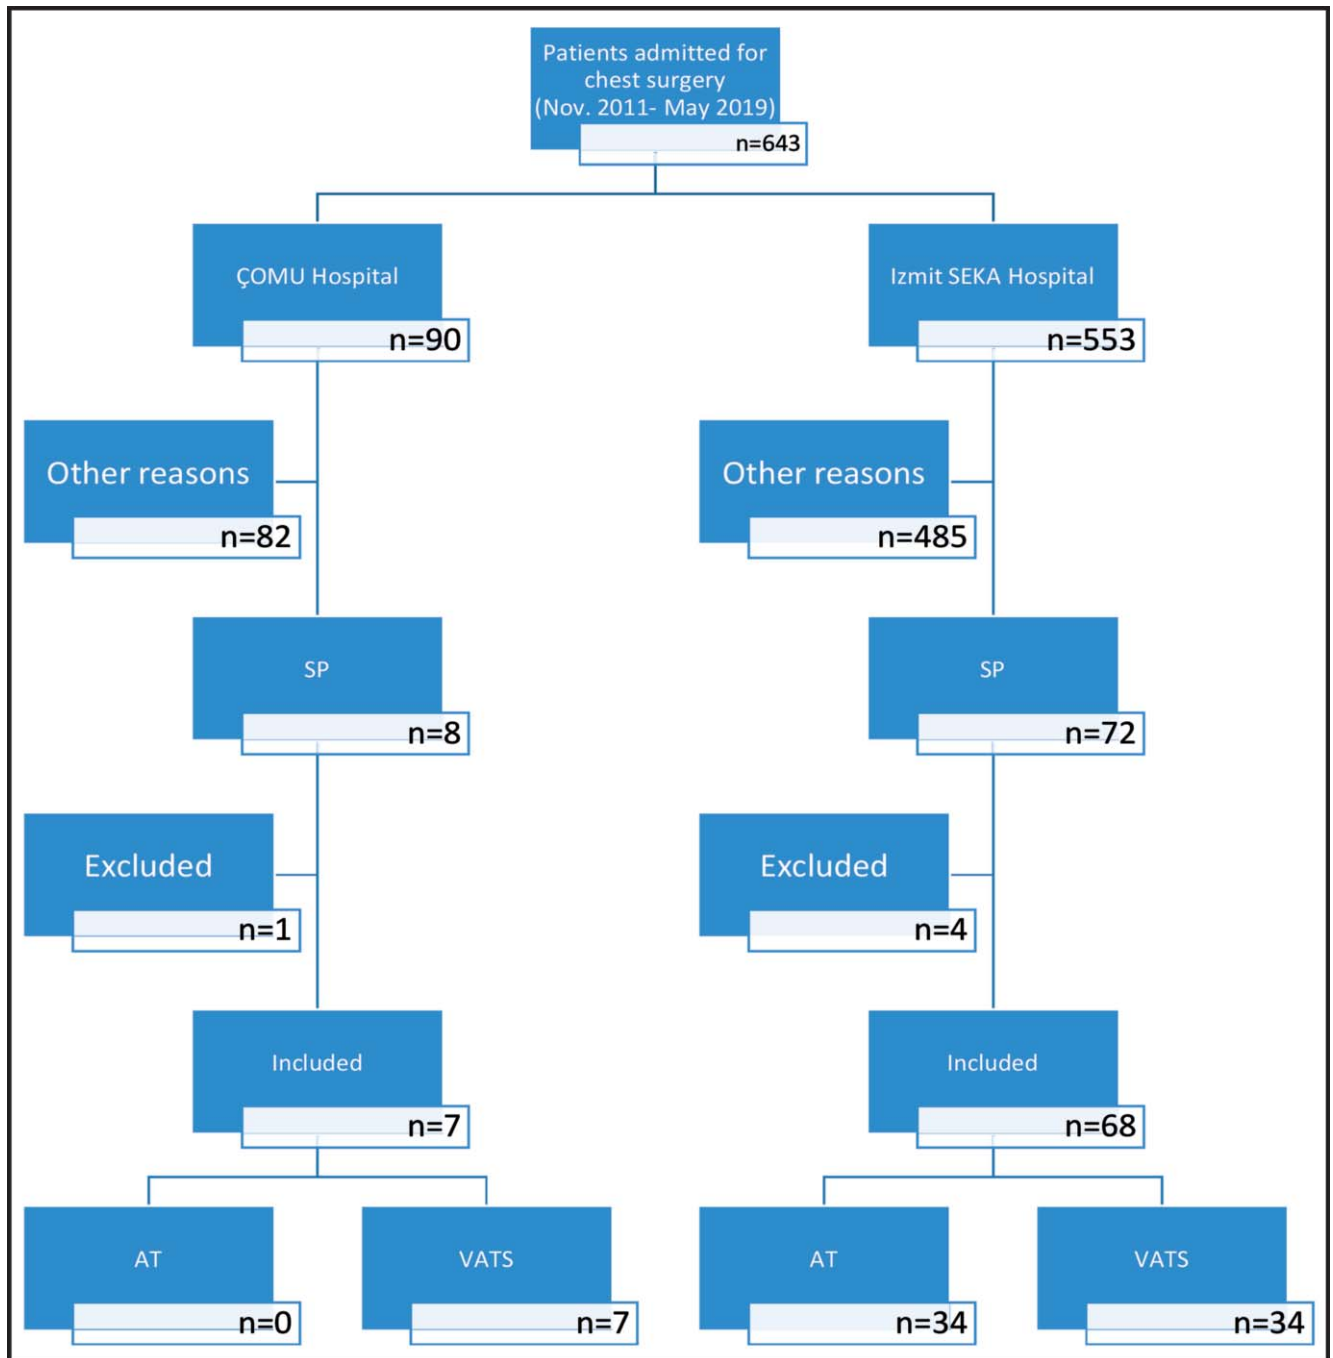 Patients admitted for
chest surgery
(Nov. 2011- May 2019)
n=643
ÇOMU Hospital
n=90
Izmit SEKA Hospital
n=553
Other reasons
n=82
Other reasons
n=485
SP
n=8
SP
n=72
Excluded
n=1
Excluded
n=4
Included
n=7
Included
n=68
AT
n=0
VATS
n=7
AT
n=34
VATS
n=34